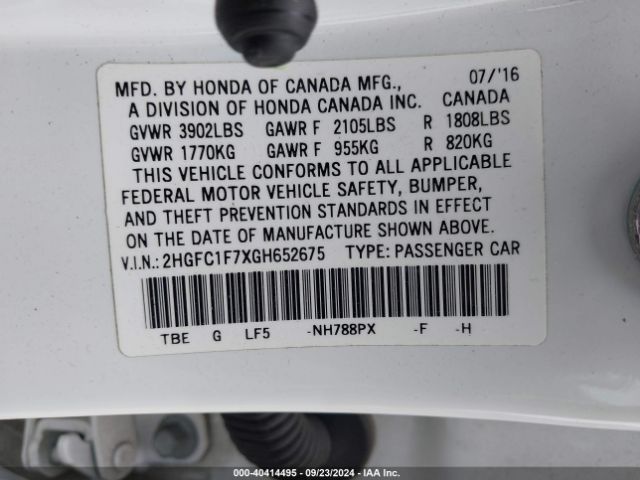 MFD. BY HONDA OF CANADA MFG., 07/'16
A DIVISION OF HONDA CANADA INC. CANADA
GVWR 3902LBS GAWR F 2105LBS R 1808LBS
GVWR 1770KG GAWR F 955KG R 820KG
THIS VEHICLE CONFORMS TO ALL APPLICABLE
FEDERAL MOTOR VEHICLE SAFETY, BUMPER,
AND THEFT PREVENTION STANDARDS IN EFFECT
ON THE DATE OF MANUFACTURE SHOWN ABOVE.
V.I.N.: 2HGFC1F7XGH652675 TYPE: PASSENGER CAR
TBE G LF5 -NH788PX -F -H
000-40414495 - 09/23/2024 - IAA Inc.